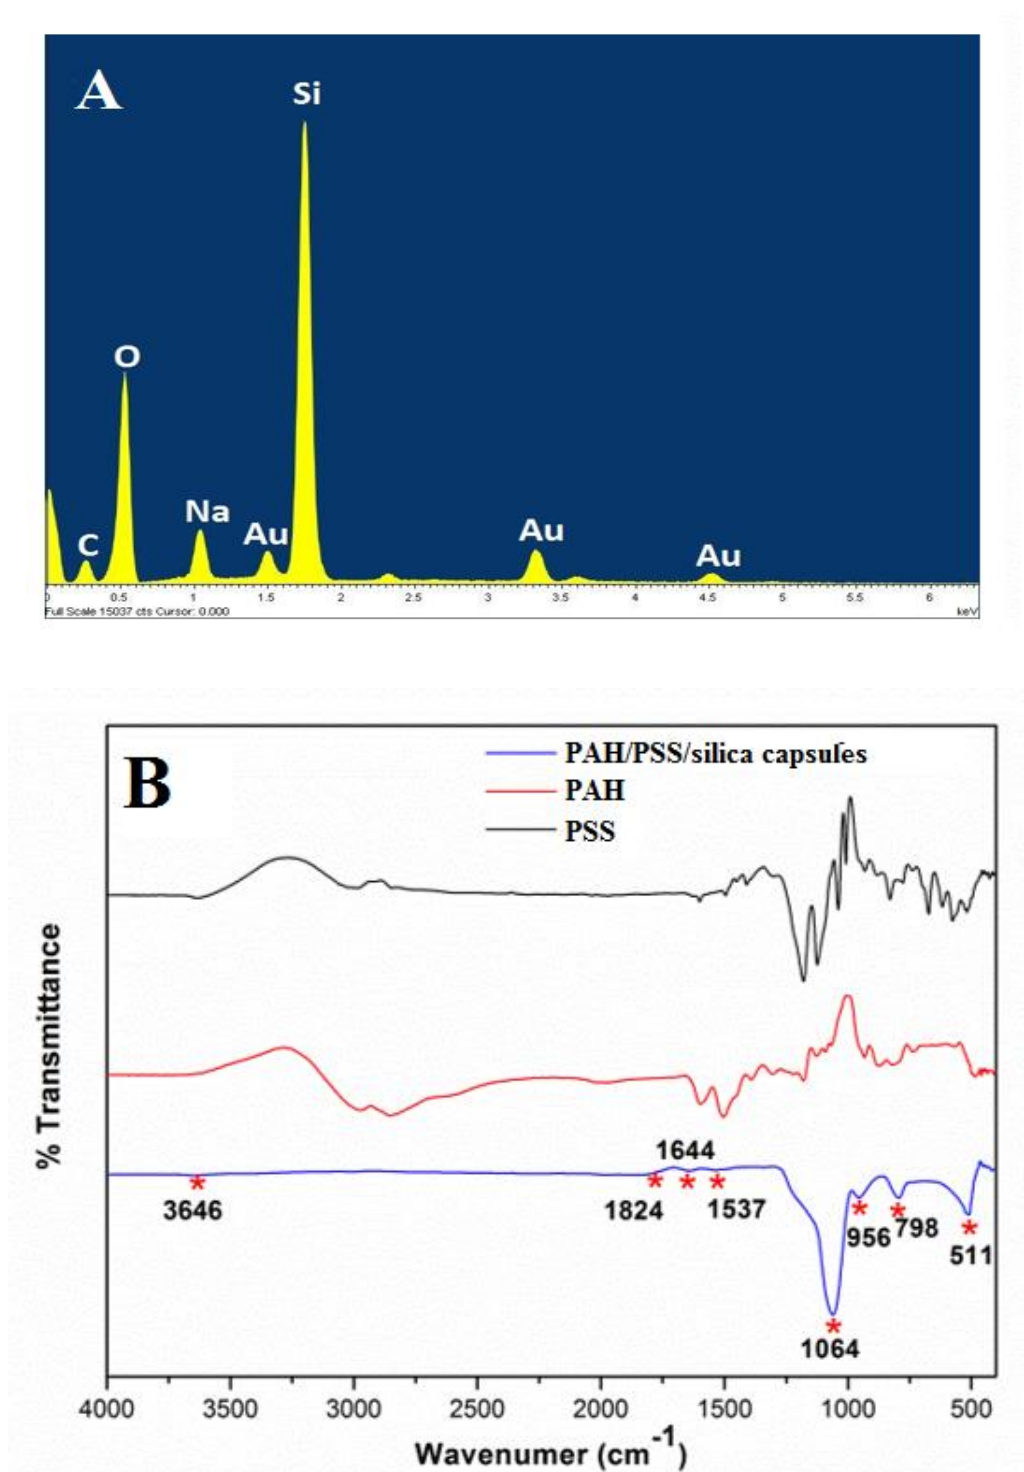 A
Si
O
Na
Au
C
Au
Au
0 0.5 1 1.5 2 2.5 3 3.5 4 4.5 5 5.5 6
Full Scale 15037 cts Cursor: 0.000 keV
B
PAH/PSS/silica capsules
PAH
PSS
% Transmittance
1644
3646
1824
1537
956
798
511
1064
4000 3500 3000 2500 2000 1500 1000 500
Wavenumer (cm-1)